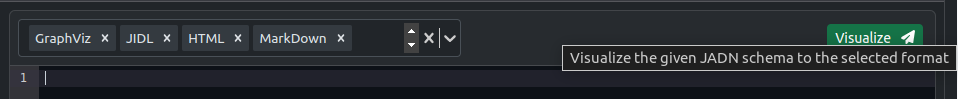 GraphViz × JIDL × HTML × MarkDown × Visualize
Visualize the given JADN schema to the selected format
1